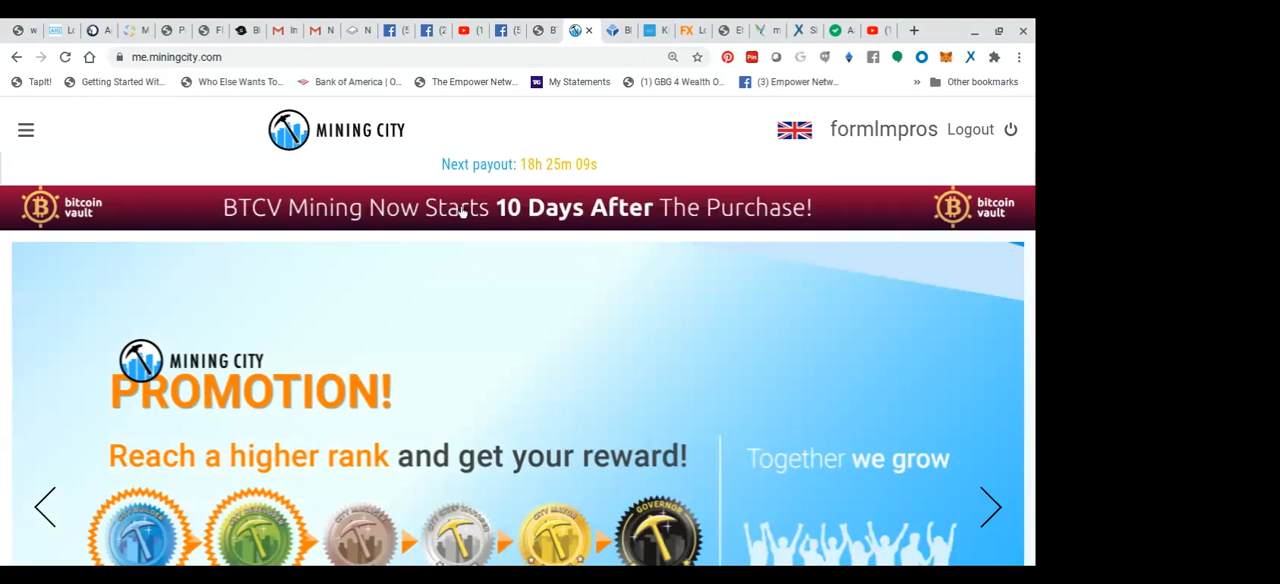 me.miningcity.com
TapIt!
Getting Started Wit...
Who Else Wants To...
Bank of America | O...
The Empower Netw...
My Statements
(1) GBG 4 Wealth O...
(3) Empower Net...
»
Other bookmarks
MINING CITY
formImpros
Logout
Next payout: 18h 25m 09s
bitcoin
vault
BTCV Mining Now Starts 10 Days After The Purchase!
bitcoin
vault
MINING CITY
PROMOTION!
Reach a higher rank and get your reward!
Together we grow
GOVERNOR